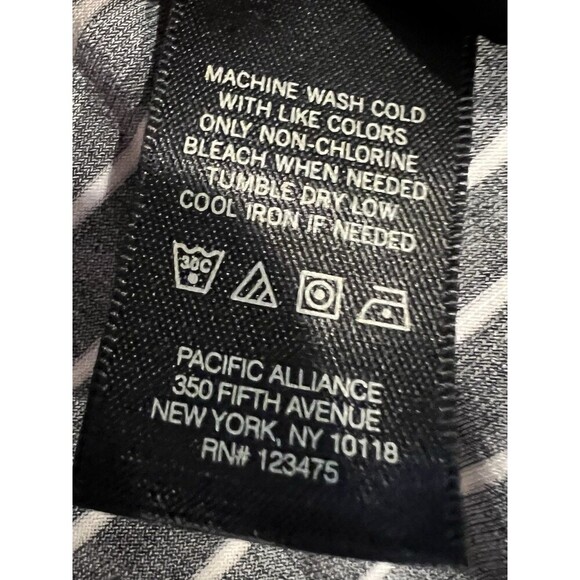 MACHINE WASH COLD
WITH LIKE COLORS
ONLY NON-CHLORINE
BLEACH WHEN NEEDED
TUMBLE DRY LOW
COOL IRON IF NEEDED
30C
PACIFIC ALLIANCE
350 FIFTH AVENUE
NEW YORK, NY 10118
RN# 123475